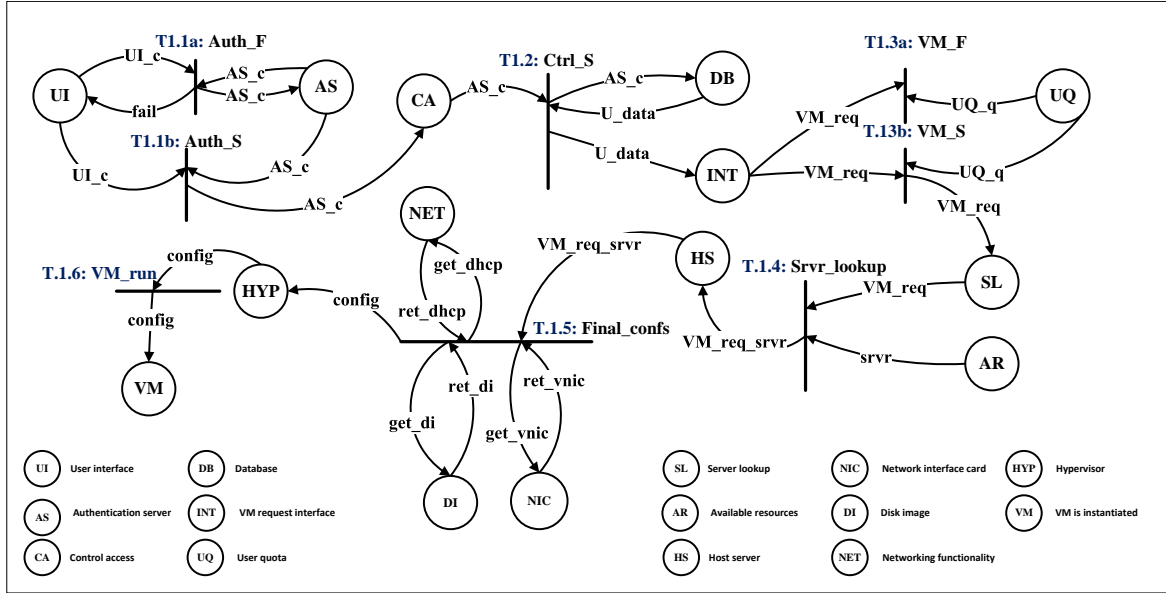 T1.1a: Auth_F
T1.3a: VM_F
UI_c
T1.2: Ctrl_S
AS_c
AS_c
DB
AS
AS_c
UI
AS_c
CA
UQ
fail
U_data
UQ_q
VM_req
T1.1b: Auth_S
T.13b: VM_S
U_data
AS_c
UQ_q
UI_c
INT
VM_req
AS_c
VM_req
NET
VM_req_srvr
HS
config
get_dhcp
T.1.4: Srvr_lookup
T.1.6: VM_run
SL
HYP
VM_req
config
config
ret_dhcp
T.1.5: Final_confs
VM_req_srvr
srvr
AR
VM
ret_di
ret_vnic
get_di
get_vnic
DI
NIC
UI User interface
DB Database
SL Server lookup
NIC Network interface card
HYP Hypervisor
AS Authentication server
INT VM request interface
AR Available resources
DI Disk image
VM VM is instantiated
CA Control access
UQ User quota
HS Host server
NET Networking functionality